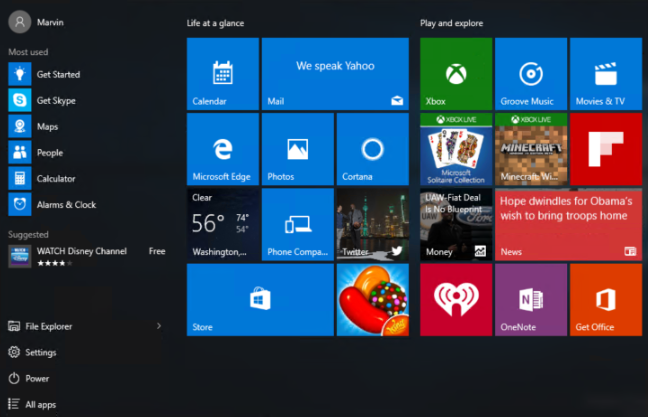 Marvin
Most used
Get Started
Get Skype
Maps
People
Calculator
Alarms & Clock
Suggested
WATCH Disney Channel Free
File Explorer
Settings
Power
All apps
Life at a glance
Calendar
We speak Yahoo
Mail
Microsoft Edge
Photos
Cortana
Clear
56° 74°
54°
Washington,...
Phone Compa...
Twitter
Store
Play and explore
Xbox
Groove Music
Movies & TV
XBOX LIVE
Microsoft
Solitaire Collection
XBOX LIVE
MINECRAFT
Minecraft: Wi...
UAW-Fiat Deal
Is No Blueprint
Money
Hope dwindles for Obama's
wish to bring troops home
News
OneNote
Get Office